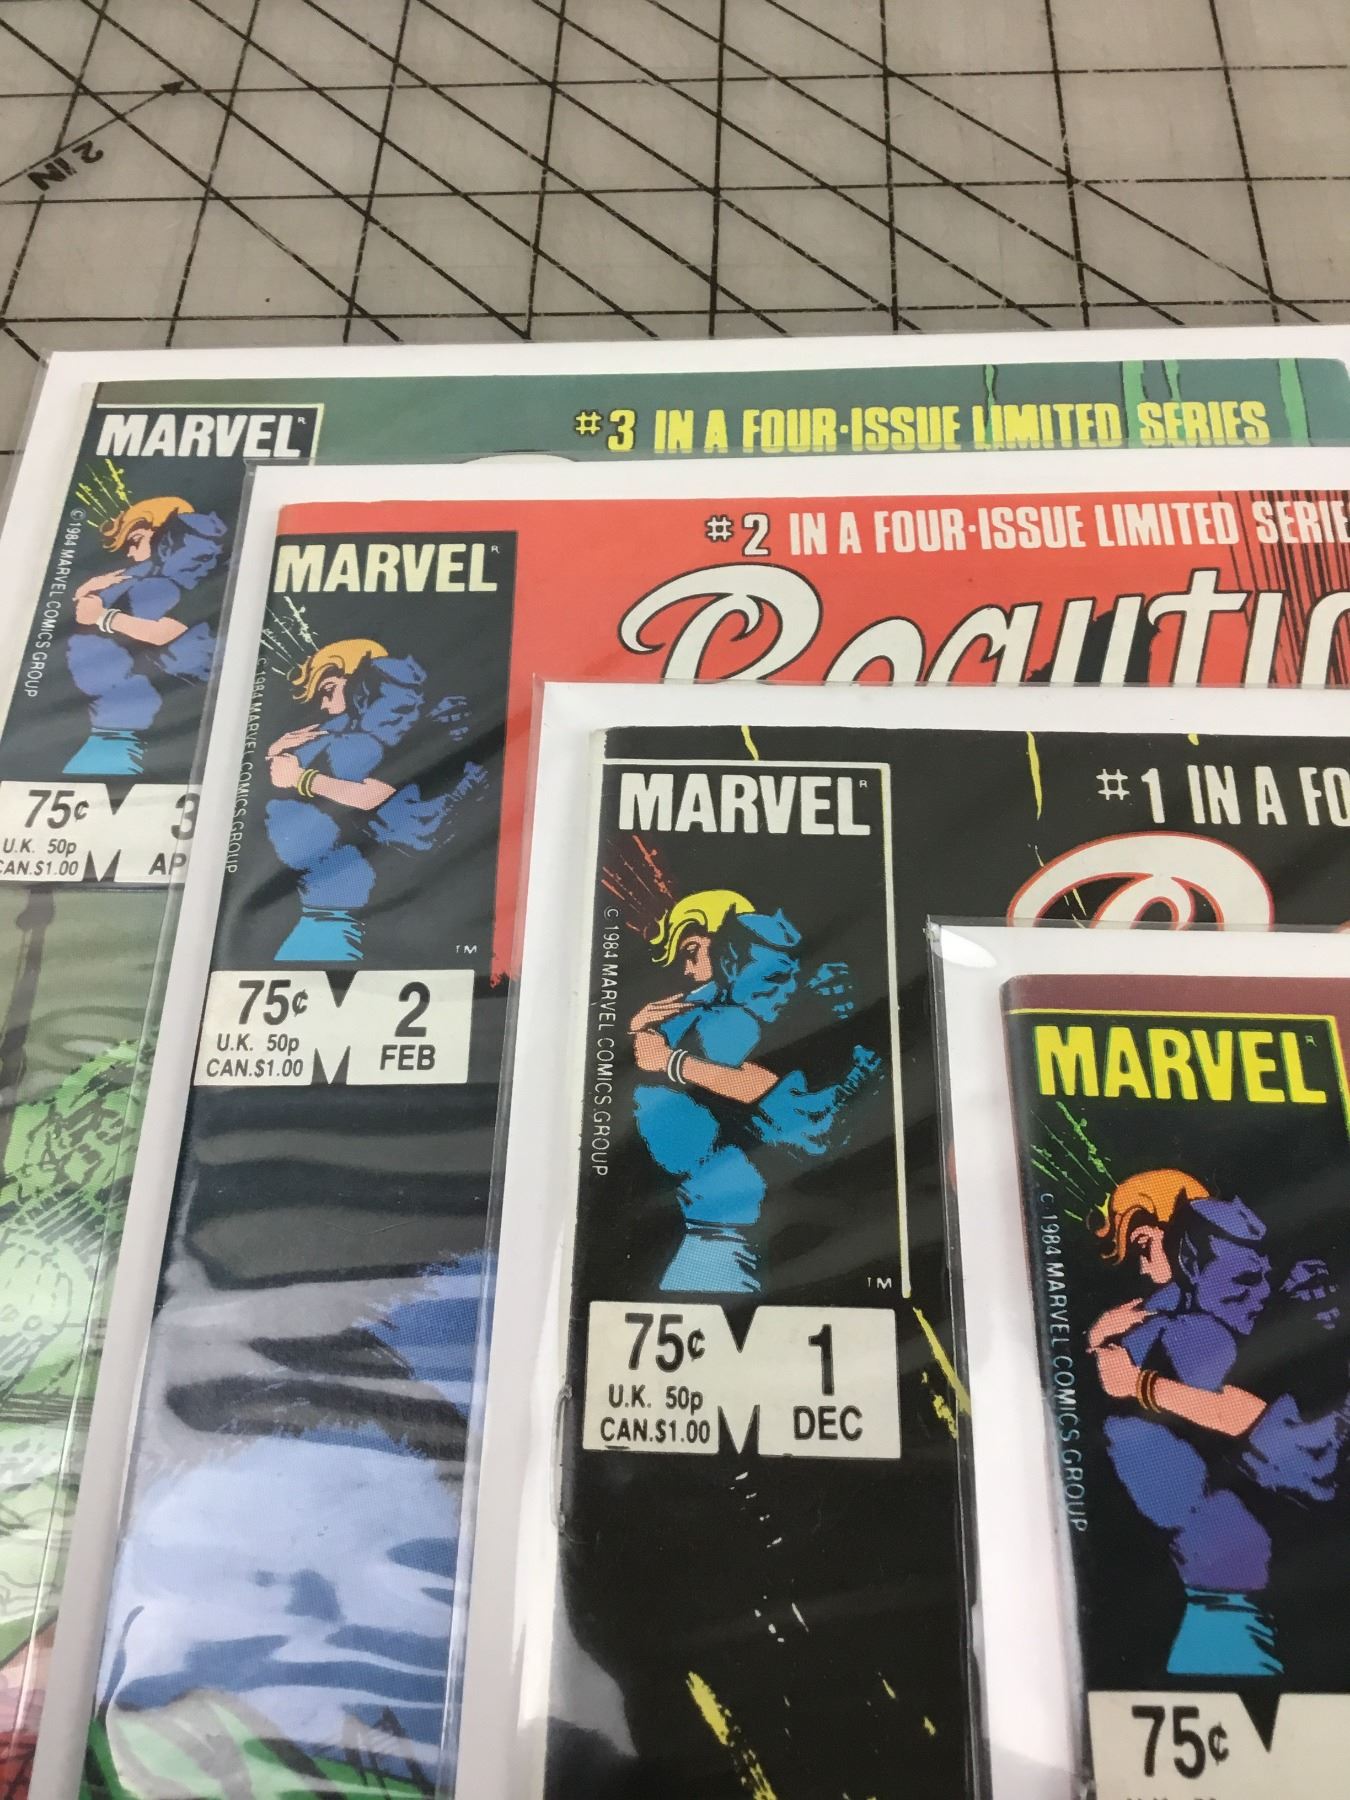 2 IN
MARVEL R
#3 IN A FOUR-ISSUE LIMITED SERIES
© 1984 MARVEL COMICS GROUP
75¢ 3
U.K. 50p
CAN.$1.00
MARVEL R
#2 IN A FOUR-ISSUE LIMITED
© 1984 MARVEL COMICS GROUP
TM
75¢ 2
U.K. 50p FEB
CAN.$1.00
MARVEL R
#1 IN A
© 1984 MARVEL COMICS GROUP
TM
75¢ 1
U.K. 50p DEC
CAN.$1.00
MARVEL R
© 1984 MARVEL COMICS GROUP
75¢